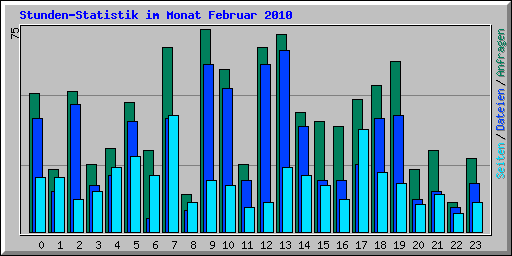 Stunden-Statistik im Monat Februar 2010
75
Seiten / Dateien / Anfragen
0 1 2 3 4 5 6 7 8 9 10 11 12 13 14 15 16 17 18 19 20 21 22 23